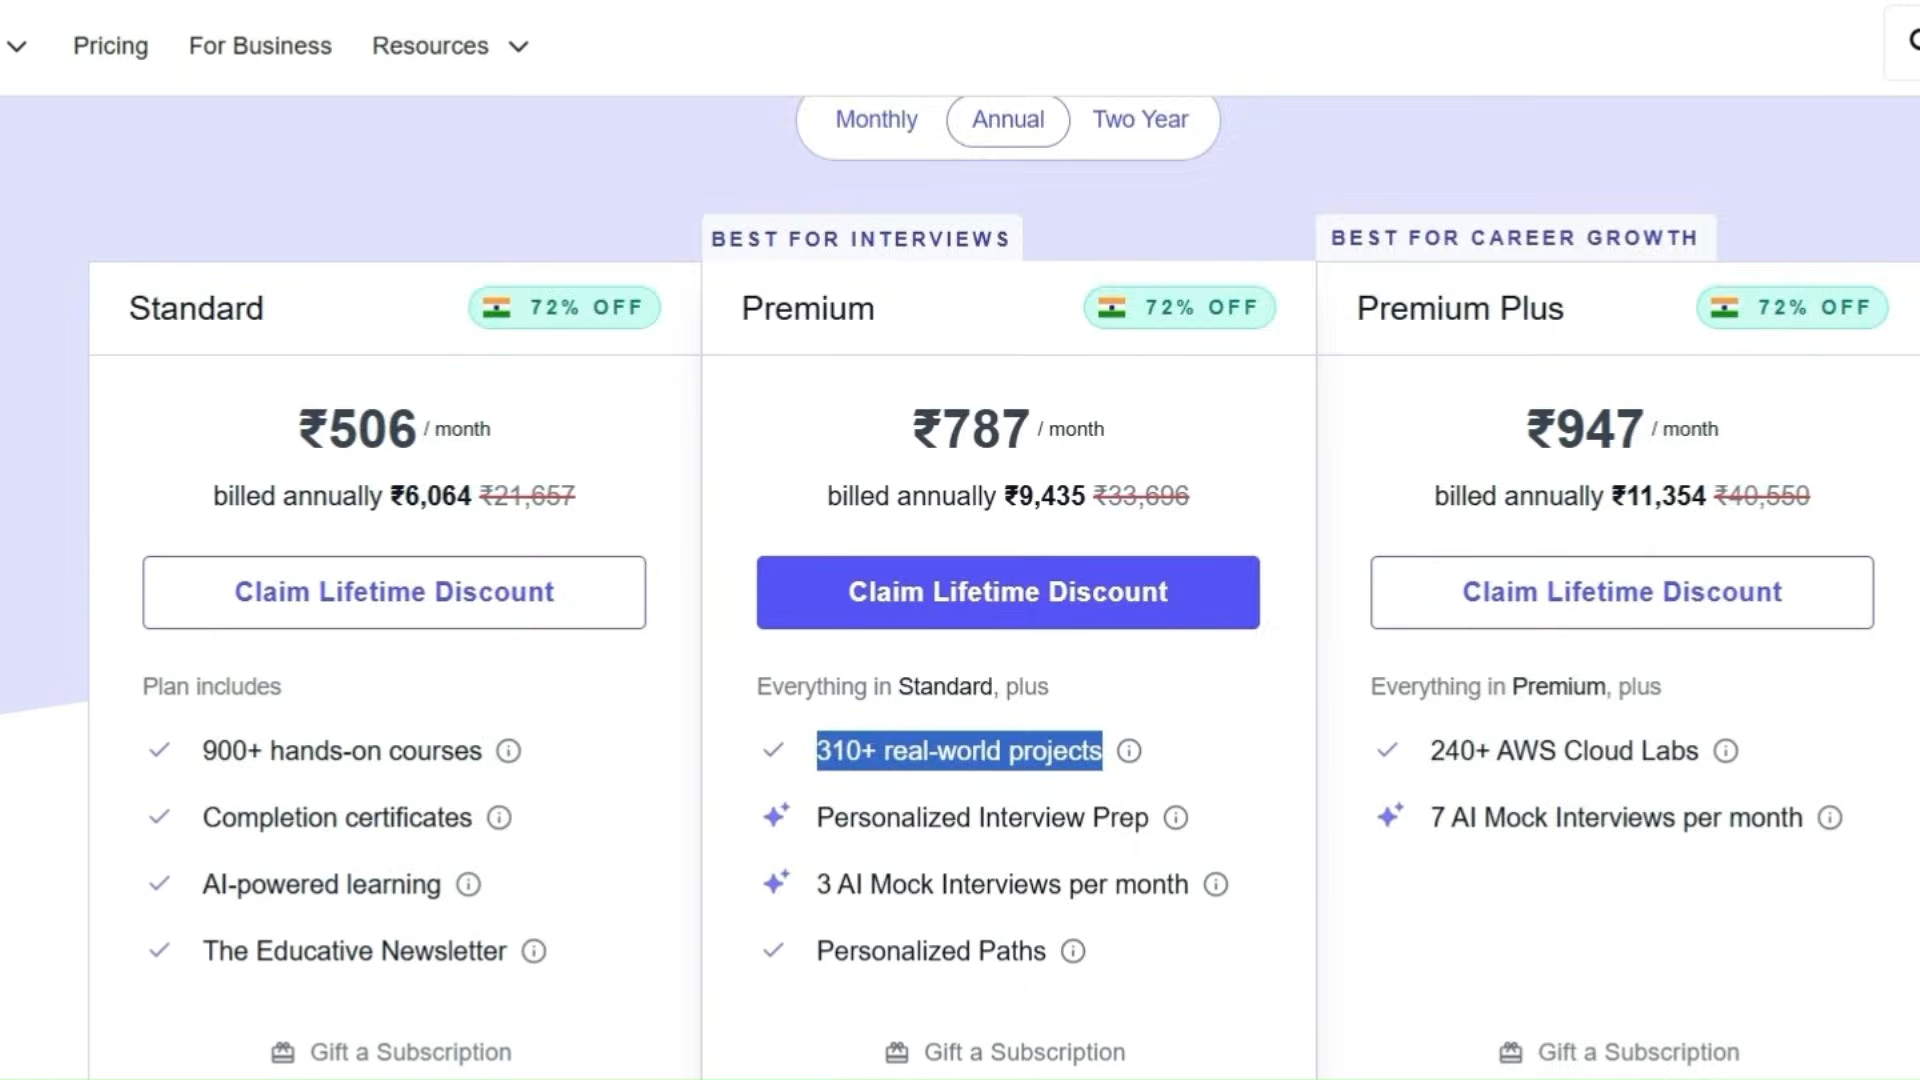 Pricing For Business Resources
Monthly Annual Two Year
BEST FOR INTERVIEWS
BEST FOR CAREER GROWTH
Standard 72% OFF
₹506 / month
billed annually ₹6,064 ₹21,657
Claim Lifetime Discount
Plan includes
900+ hands-on courses
Completion certificates
AI-powered learning
The Educative Newsletter
Gift a Subscription
Premium 72% OFF
₹787 / month
billed annually ₹9,435 ₹33,696
Claim Lifetime Discount
Everything in Standard, plus
310+ real-world projects
Personalized Interview Prep
3 AI Mock Interviews per month
Personalized Paths
Gift a Subscription
Premium Plus 72% OFF
₹947 / month
billed annually ₹11,354 ₹40,550
Claim Lifetime Discount
Everything in Premium, plus
240+ AWS Cloud Labs
7 AI Mock Interviews per month
Gift a Subscription